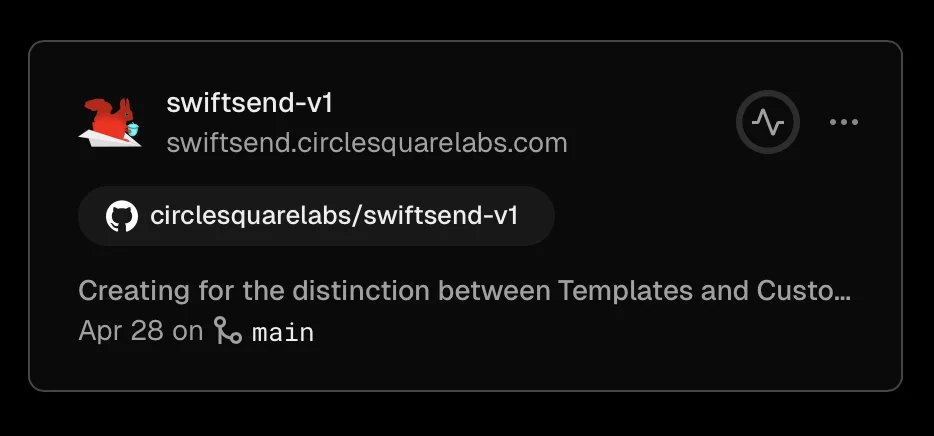 swiftsend-v1
swiftsend.circlesquarelabs.com
circlesquarelabs/swiftsend-v1
Creating for the distinction between Templates and Custo...
Apr 28 on main